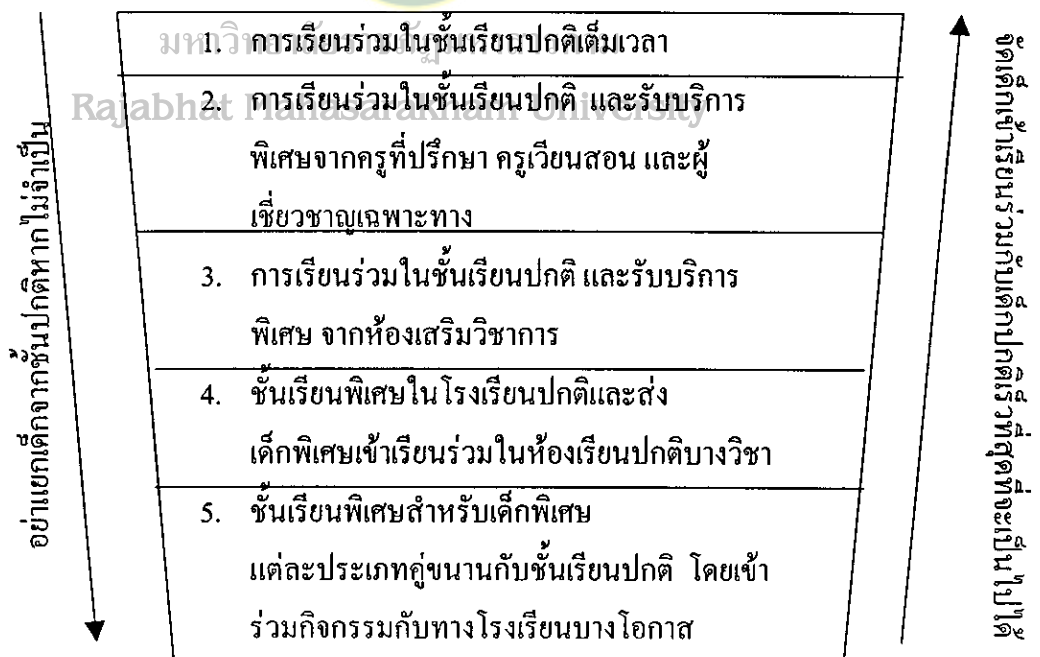 มหาวิทยาลัยราชภัฏมหาสารคาม
Rajabhat Mahasarakham University
1. การเรียนร่วมในชั้นเรียนปกติเต็มเวลา
2. การเรียนร่วมในชั้นเรียนปกติ และรับบริการ
พิเศษจากครูที่ปรึกษา ครูเวียนสอน และผู้
เชี่ยวชาญเฉพาะทาง
3. การเรียนร่วมในชั้นเรียนปกติ และรับบริการ
พิเศษ จากห้องเสริมวิชาการ
4. ชั้นเรียนพิเศษในโรงเรียนปกติและส่ง
เด็กพิเศษเข้าเรียนร่วมในห้องเรียนปกติบางวิชา
5. ชั้นเรียนพิเศษสำหรับเด็กพิเศษ
แต่ละประเภทคู่ขนานกับชั้นเรียนปกติ โดยเข้า
ร่วมกิจกรรมกับทางโรงเรียนบางโอกาส
อย่าแยกเด็กจากชั้นปกติหากไม่จำเป็น
จัดเด็กเข้าเรียนร่วมกับเด็กปกติเร็วที่สุดที่จะเป็นไปได้